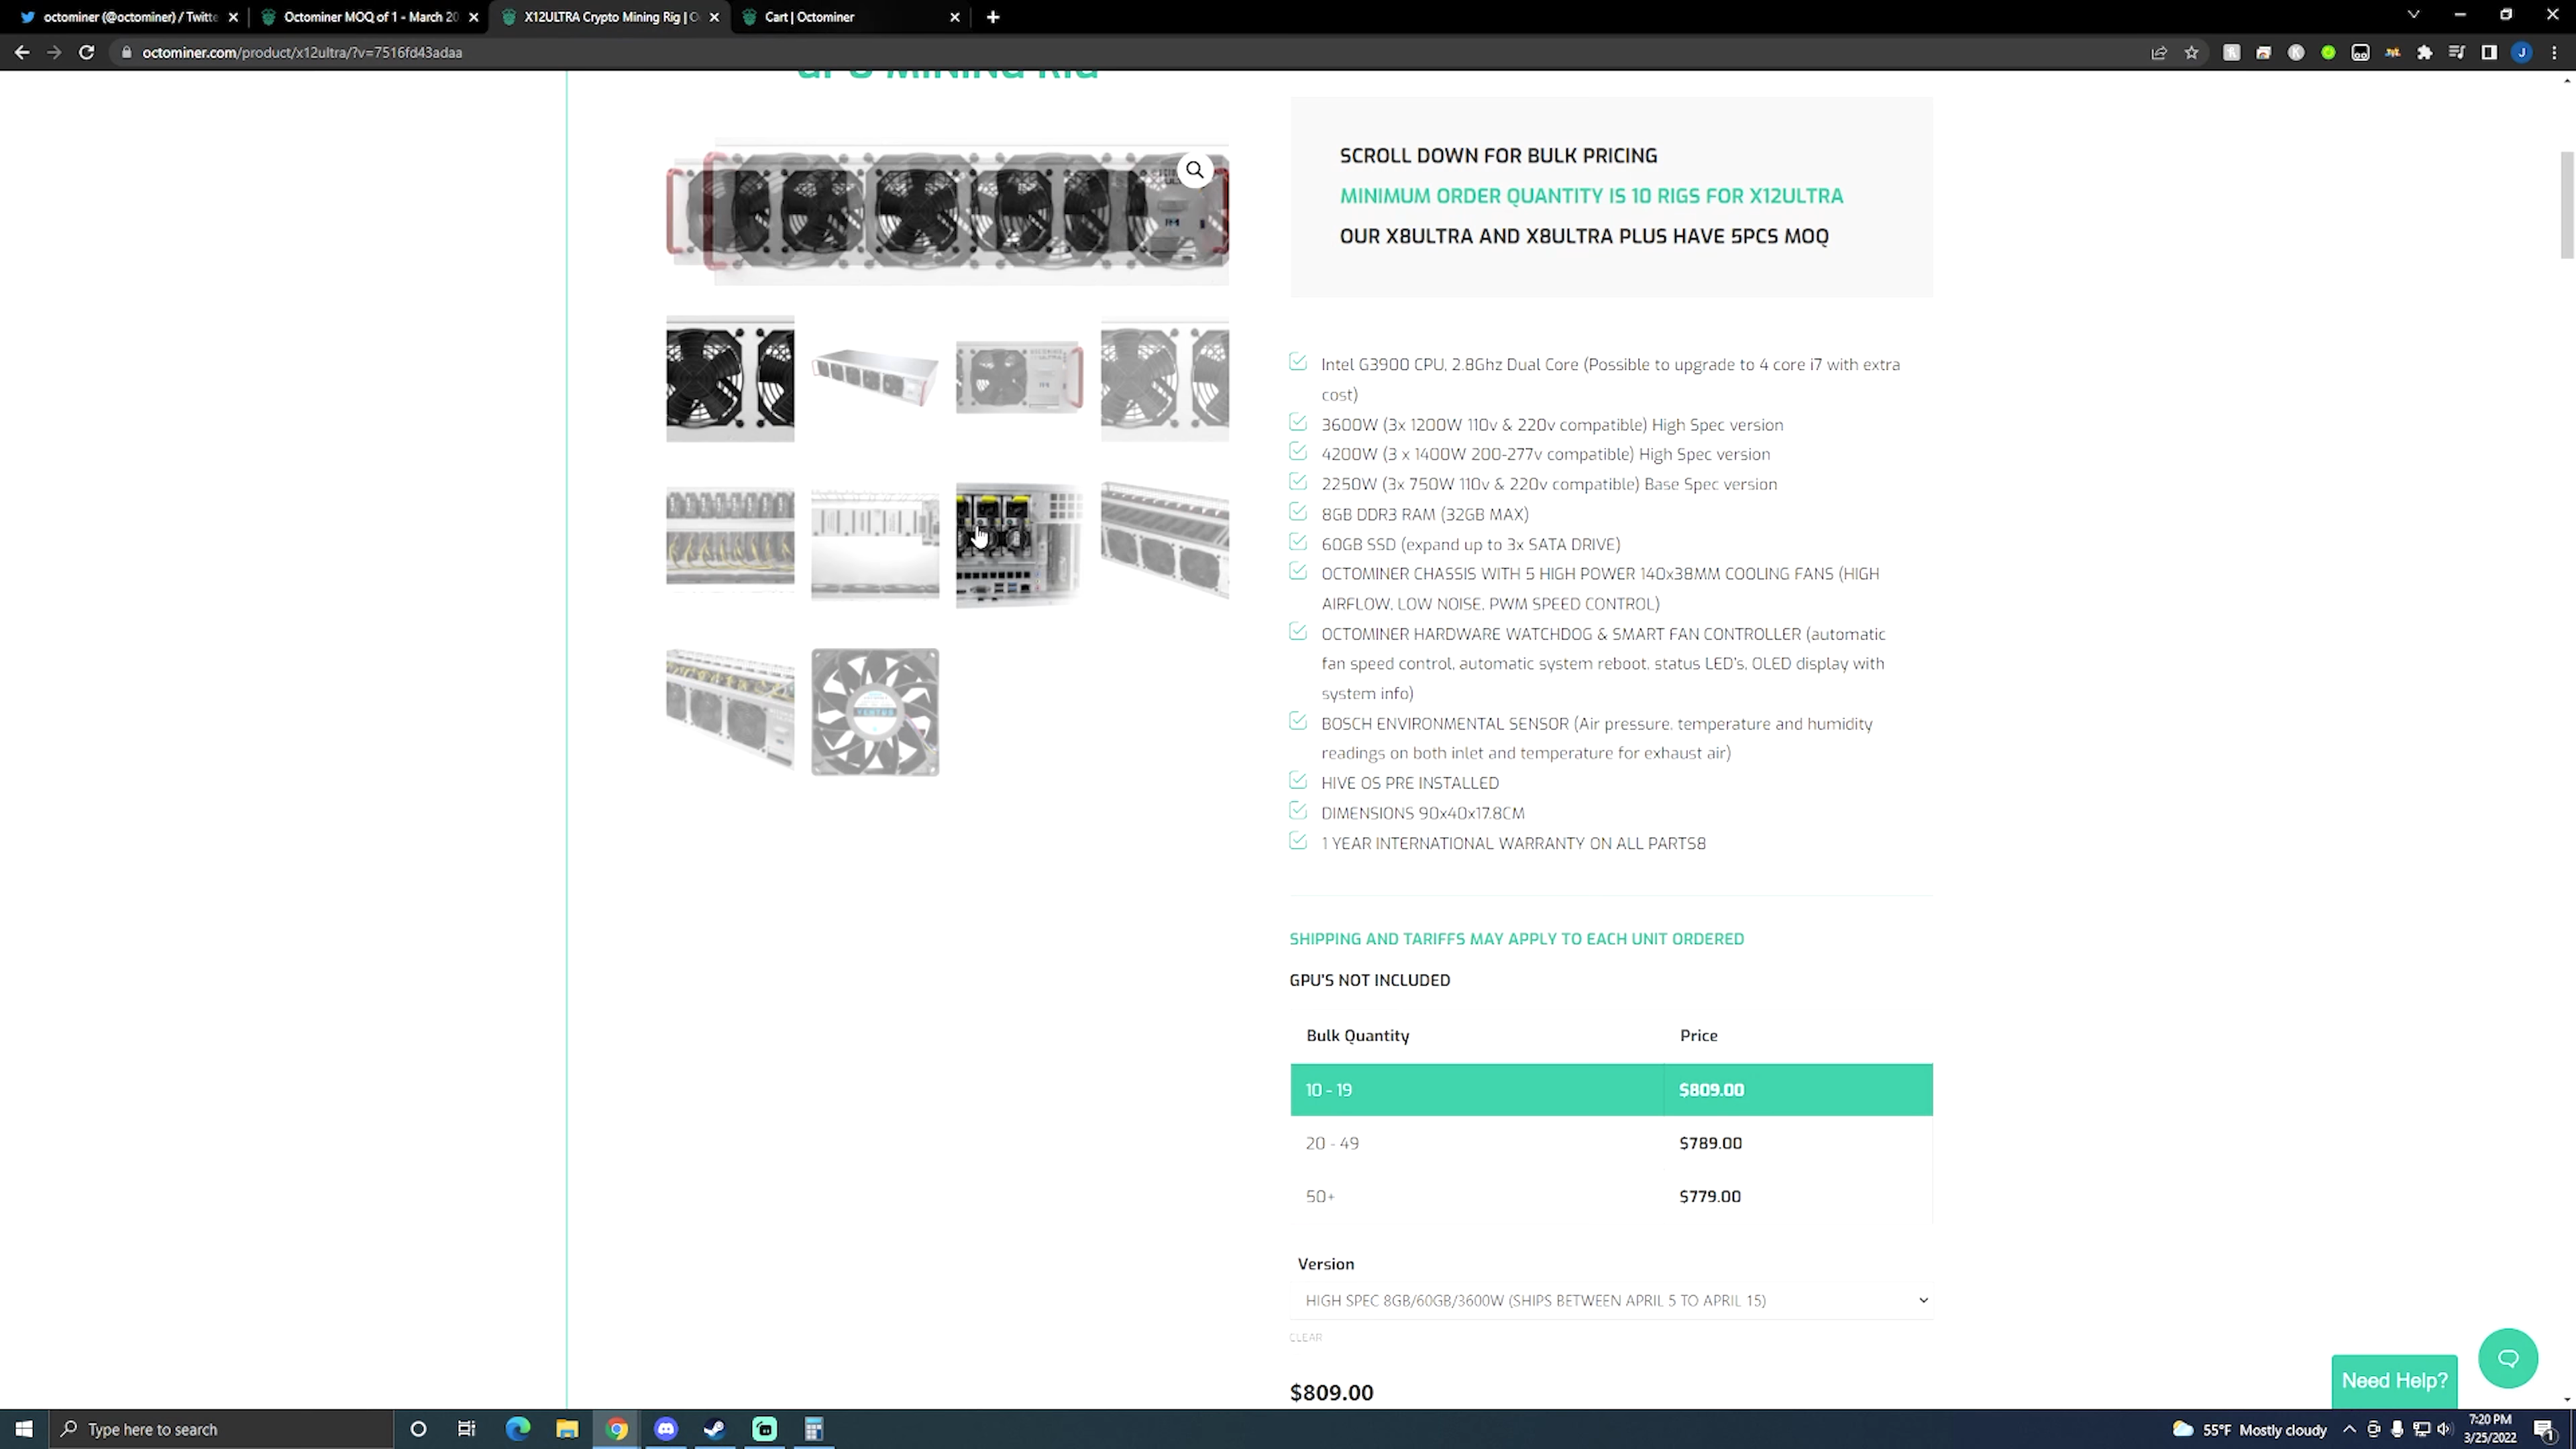 octominer (@octominer) / Twitte
Octominer MOQ of 1 - March 20
X12ULTRA Crypto Mining Rig | O
Cart | Octominer
octominer.com/product/x12ultra/?v=7516fd43adaa
J
GPU MINING RIG
SCROLL DOWN FOR BULK PRICING
MINIMUM ORDER QUANTITY IS 10 RIGS FOR X12ULTRA
OUR X8ULTRA AND X8ULTRA PLUS HAVE 5PCS MOQ
Intel G3900 CPU, 2.8Ghz Dual Core (Possible to upgrade to 4 core i7 with extra
cost)
3600W (3x 1200W 110v & 220v compatible) High Spec version
4200W (3 x 1400W 200-277v compatible) High Spec version
2250W (3x 750W 110v & 220v compatible) Base Spec version
8GB DDR3 RAM (32GB MAX)
60GB SSD (expand up to 3x SATA DRIVE)
OCTOMINER CHASSIS WITH 5 HIGH POWER 140x38MM COOLING FANS (HIGH
AIRFLOW, LOW NOISE, PWM SPEED CONTROL)
OCTOMINER HARDWARE WATCHDOG & SMART FAN CONTROLLER (automatic
fan speed control, automatic system reboot, status LED's, OLED display with
system info)
BOSCH ENVIRONMENTAL SENSOR (Air pressure, temperature and humidity
readings on both inlet and temperature for exhaust air)
HIVE OS PRE INSTALLED
DIMENSIONS 90x40x17.8CM
1 YEAR INTERNATIONAL WARRANTY ON ALL PARTS8
SHIPPING AND TARIFFS MAY APPLY TO EACH UNIT ORDERED
GPU'S NOT INCLUDED
Bulk Quantity Price
10 - 19 $809.00
20 - 49 $789.00
50+ $779.00
Version
HIGH SPEC 8GB/60GB/3600W (SHIPS BETWEEN APRIL 5 TO APRIL 15)
CLEAR
$809.00
Need Help?
Type here to search
55°F Mostly cloudy
7:20 PM
3/25/2022
1